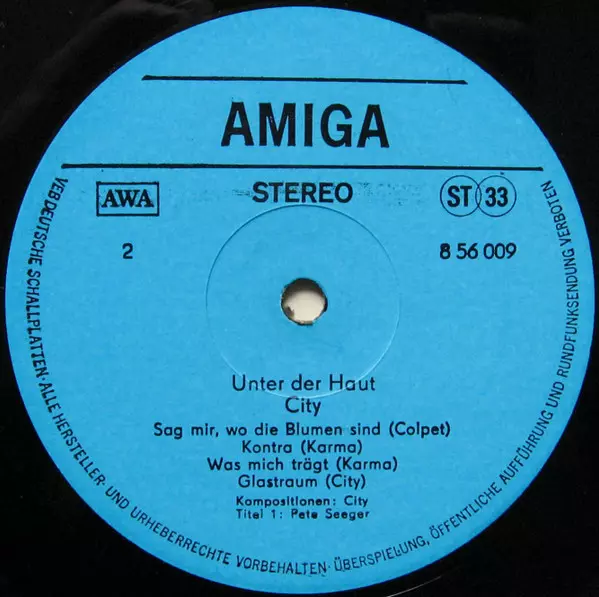 AMIGA
AWA
STEREO
ST 33
2
8 56 009
Unter der Haut
City
Sag mir, wo die Blumen sind (Colpet)
Kontra (Karma)
Was mich trägt (Karma)
Glastraum (City)
Kompositionen: City
Titel 1: Pete Seeger
VEB DEUTSCHE SCHALLPLATTEN · ALLE HERSTELLER- UND URHEBERRECHTE VORBEHALTEN · ÜBERSPIELUNG, ÖFFENTLICHE AUFFÜHRUNG UND RUNDFUNKSENDUNG VERBOTEN